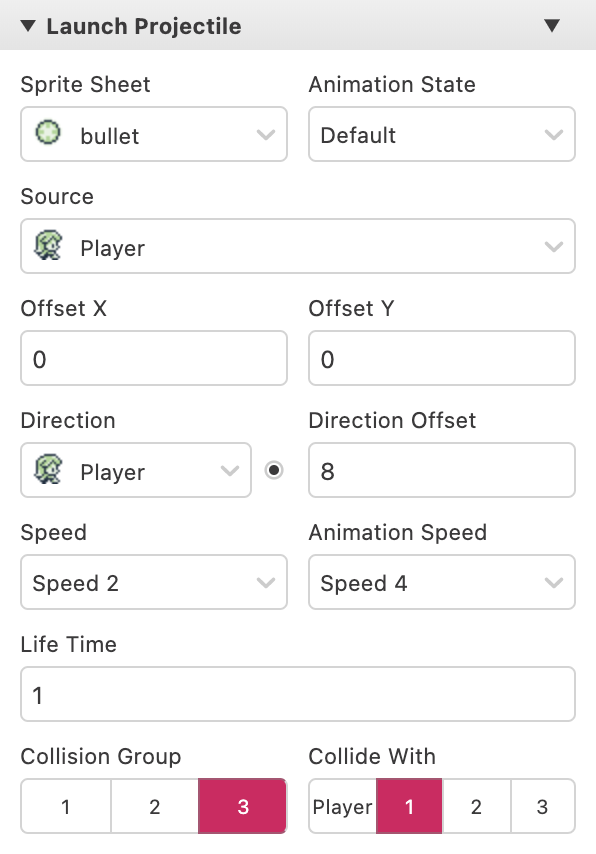 Launch Projectile
Sprite Sheet Animation State
bullet Default
Source
Player
Offset X Offset Y
0 0
Direction Direction Offset
Player 8
Speed Animation Speed
Speed 2 Speed 4
Life Time
1
Collision Group Collide With
1 2 3 Player 1 2 3